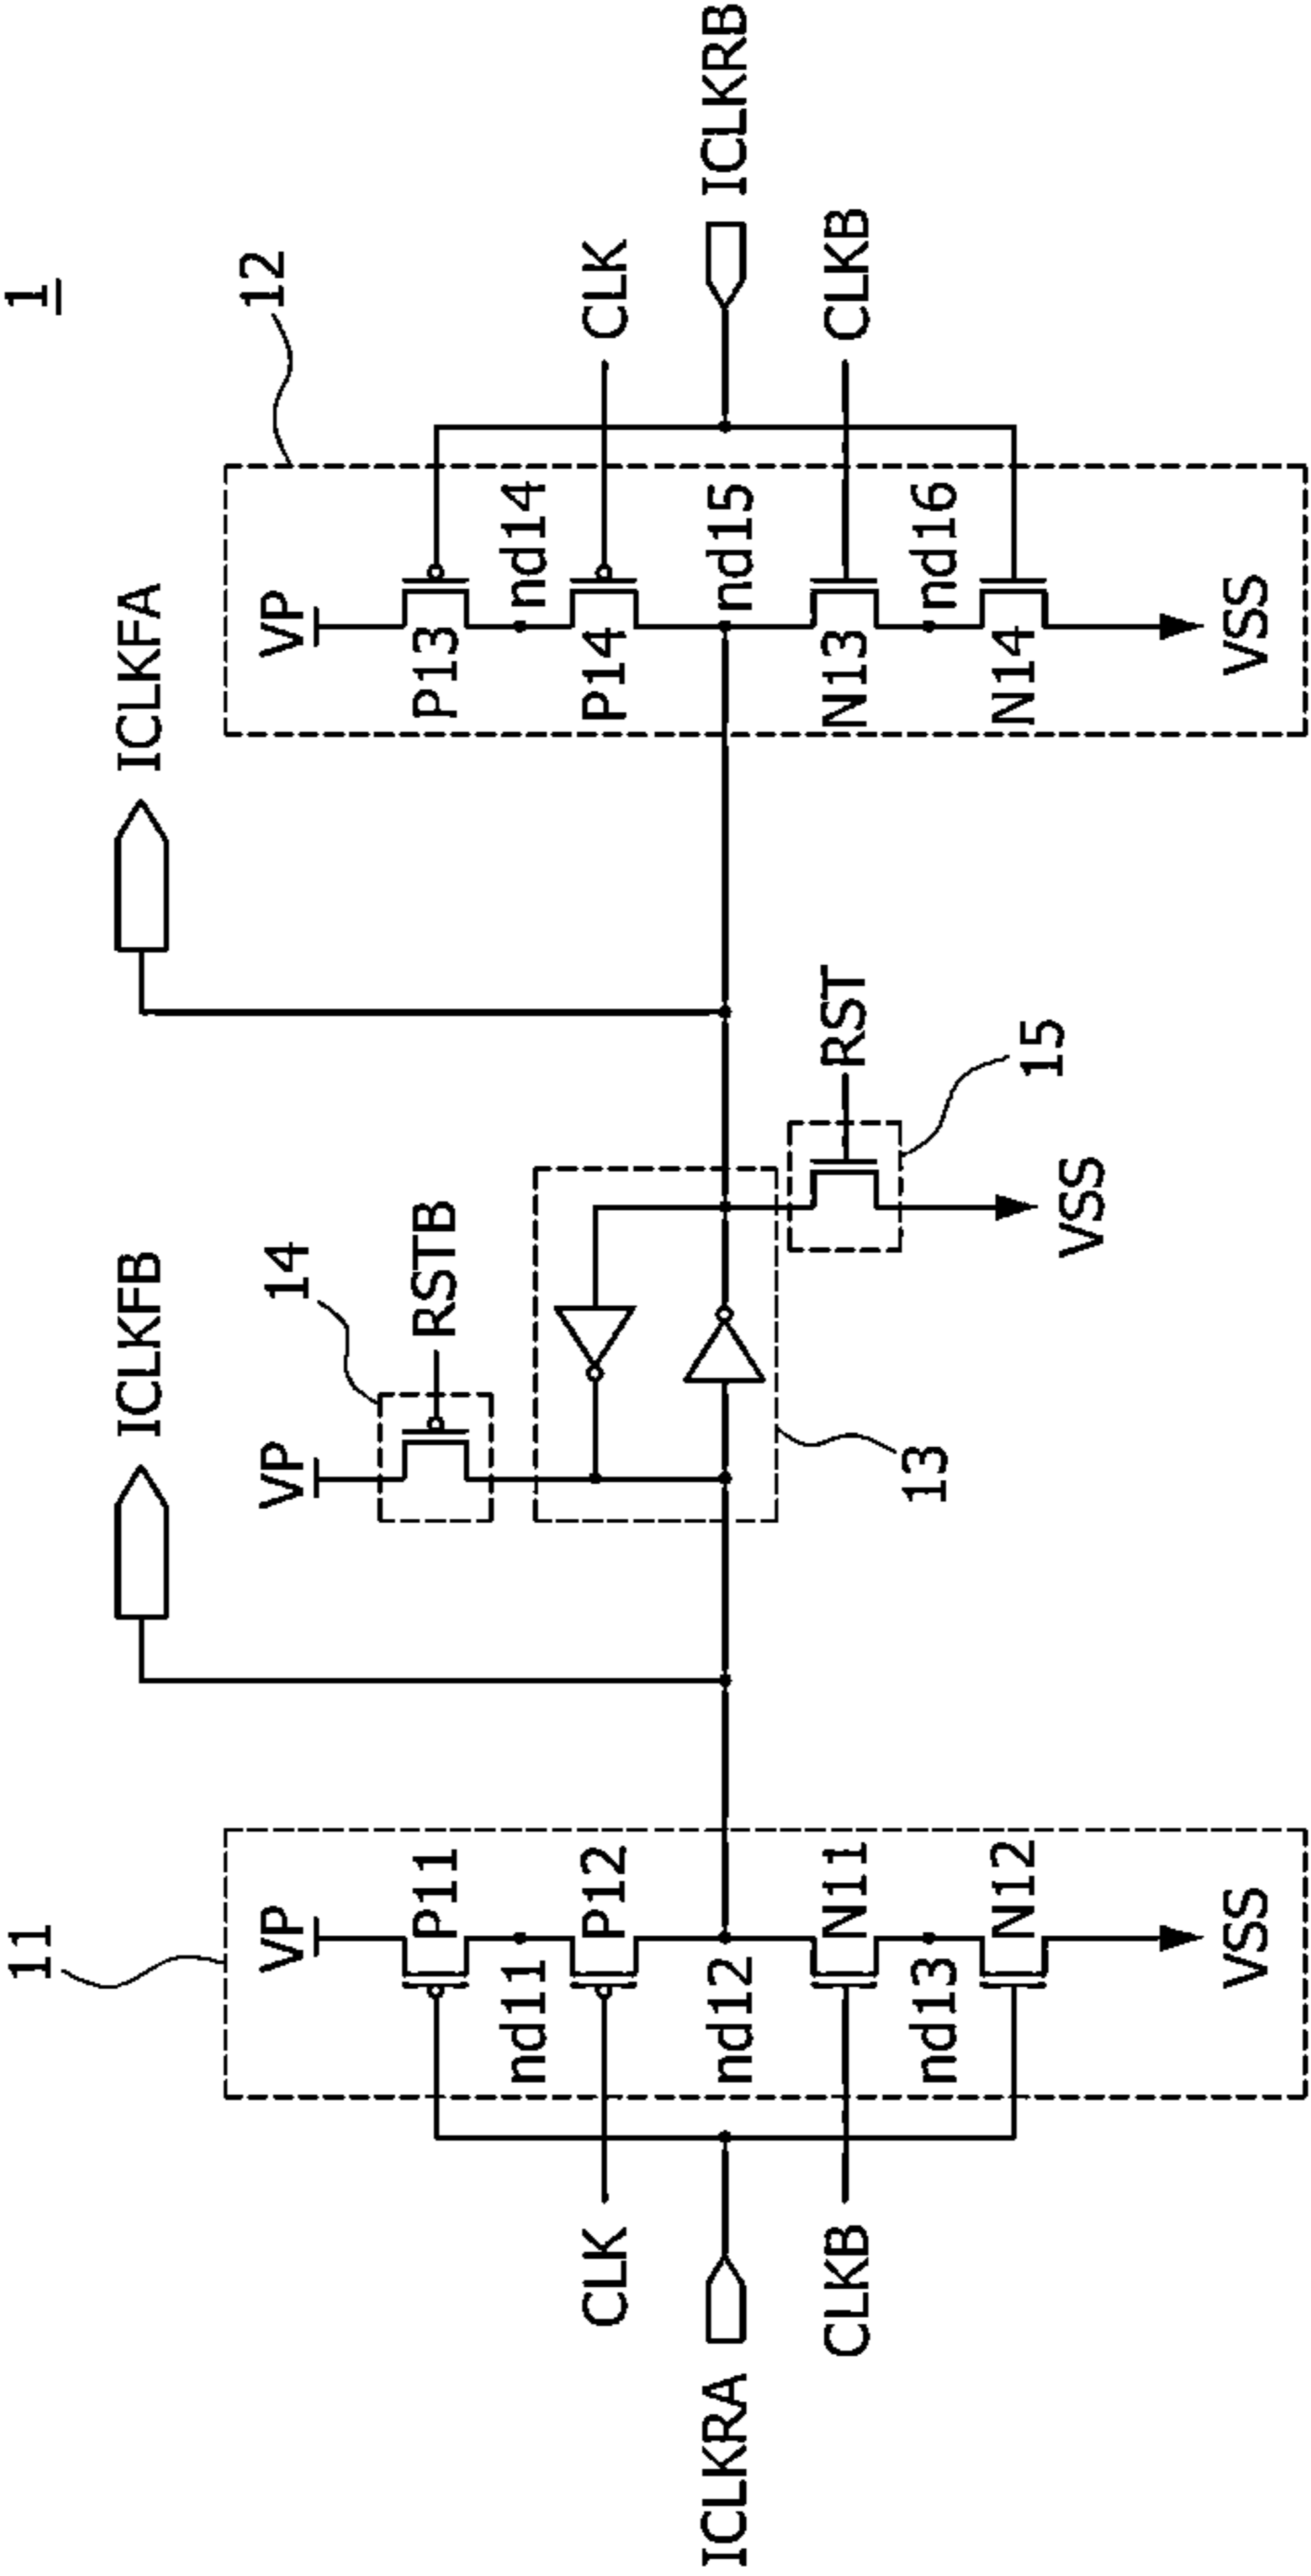 1
11
12
ICLKFB
ICLKFA
VP
14
VP
VP
P11
RSTB
P13
nd11
nd14
CLK
P12
P14
CLK
ICLKRA
nd12
nd15
ICLKRB
CLKB
N11
RST
N13
CLKB
nd13
13
nd16
N12
15
N14
VSS
VSS
VSS